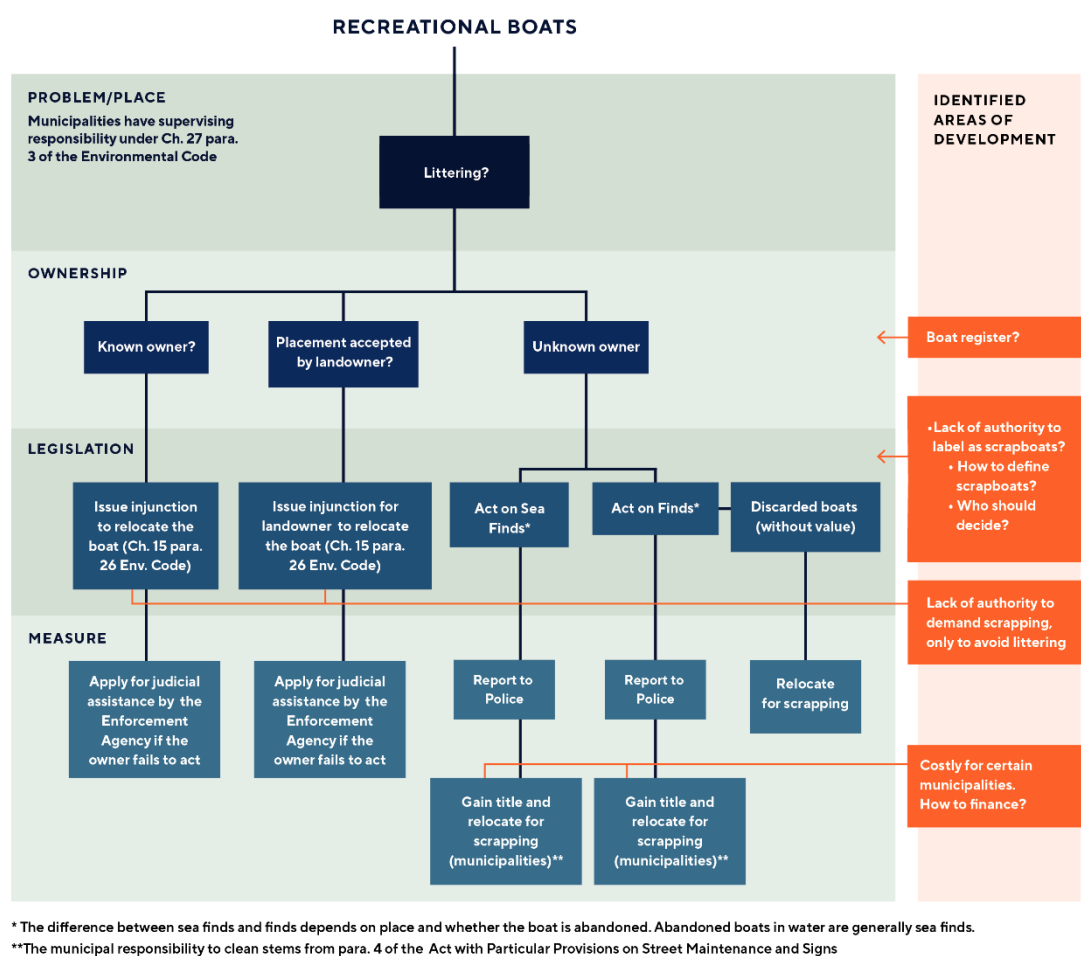 RECREATIONAL BOATS
PROBLEM/PLACE
Municipalities have supervising
responsibility under Ch. 27 para.
3 of the Environmental Code
Littering?
IDENTIFIED
AREAS OF
DEVELOPMENT
OWNERSHIP
Known owner?
Placement accepted
by landowner?
Unknown owner
Boat register?
LEGISLATION
Issue injunction
to relocate the
boat (Ch. 15 para.
26 Env. Code)
Issue injunction for
landowner to relocate
the boat (Ch. 15 para.
26 Env. Code)
Act on Sea
Finds*
Act on Finds*
Discarded boats
(without value)
•Lack of authority to
label as scrapboats?
• How to define
scrapboats?
• Who should
decide?
Lack of authority to
demand scrapping,
only to avoid littering
MEASURE
Apply for judicial
assistance by the
Enforcement
Agency if the
owner fails to act
Apply for judicial
assistance by the
Enforcement
Agency if the
owner fails to act
Report to
Police
Report to
Police
Relocate
for scrapping
Gain title and
relocate for
scrapping
(municipalities)**
Gain title and
relocate for
scrapping
(municipalities)**
Costly for certain
municipalities.
How to finance?
* The difference between sea finds and finds depends on place and whether the boat is abandoned. Abandoned boats in water are generally sea finds.
**The municipal responsibility to clean stems from para. 4 of the Act with Particular Provisions on Street Maintenance and Signs